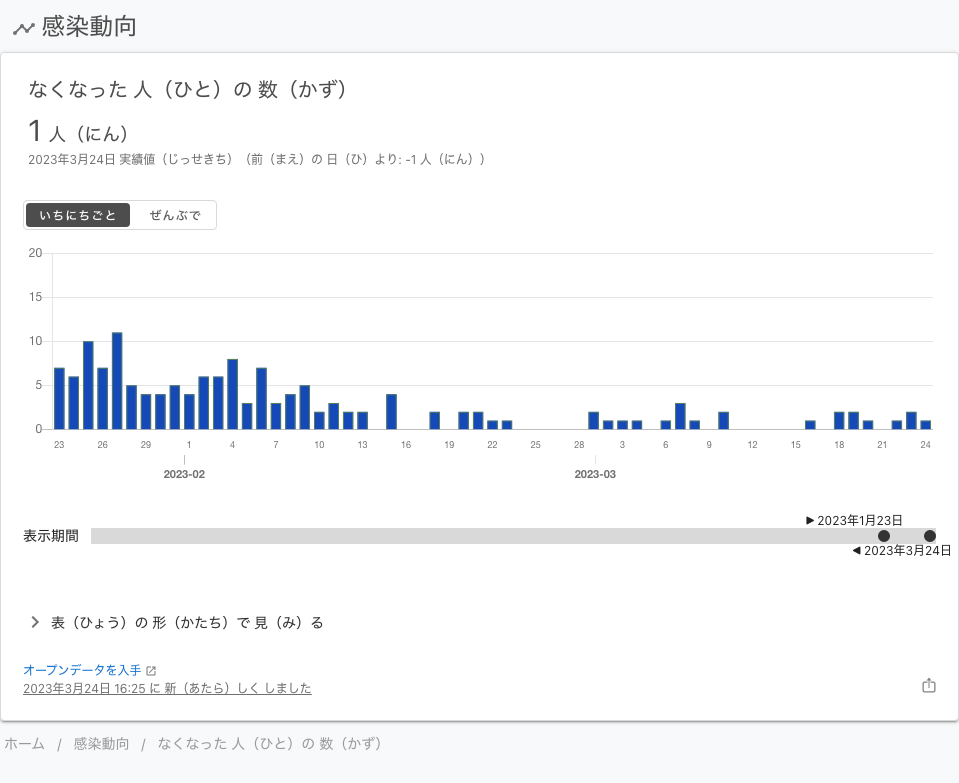 感染動向
なくなった 人（ひと）の 数（かず）
1 人（にん）
2023年3月24日 実績値（じっせきち）（前（まえ）の 日（ひ）より: -1 人（にん））
いちにちごと ぜんぶで
20
15
10
5
0
23 26 29 1 4 7 10 13 16 19 22 25 28 3 6 9 12 15 18 21 24
2023-02 2023-03
2023年1月23日
表示期間
2023年3月24日
表（ひょう）の 形（かたち）で 見（み）る
オープンデータを入手
2023年3月24日 16:25 に 新（あたら）しく しました
ホーム / 感染動向 / なくなった 人（ひと）の 数（かず）